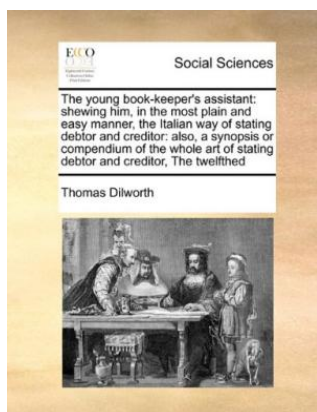 ECCO
Social Sciences
The young book-keeper's assistant:
shewing him, in the most plain and
easy manner, the Italian way of stating
debtor and creditor: also, a synopsis or
compendium of the whole art of stating
debtor and creditor, The twelfthed
Thomas Dilworth